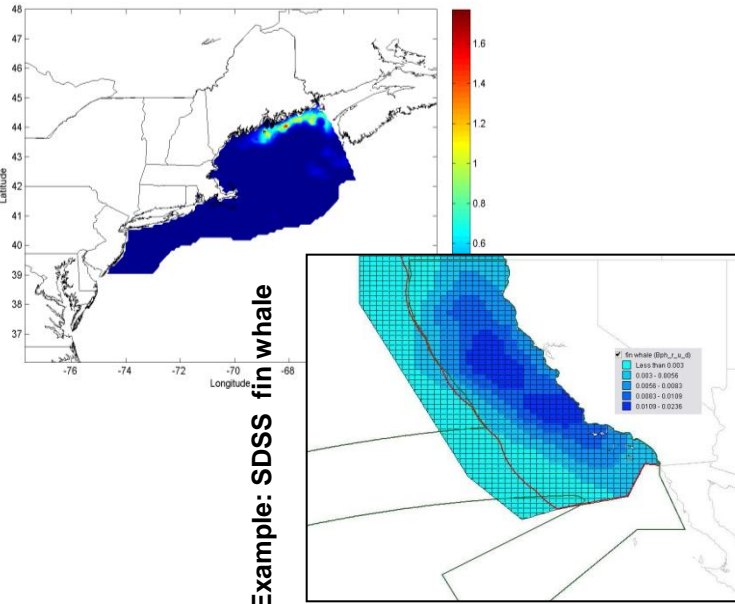 48
47
46
45
44
43
42
41
40
39
38
37
Latitude
-76
-74
-72
-70
-68
Longitude
1.6
1.4
1.2
1
0.8
0.6
Example: SDSS fin whale
fin whale (Bph_r_u_d)
Less than 0.003
0.003 - 0.0056
0.0056 - 0.0083
0.0083 - 0.0109
0.0109 - 0.0236